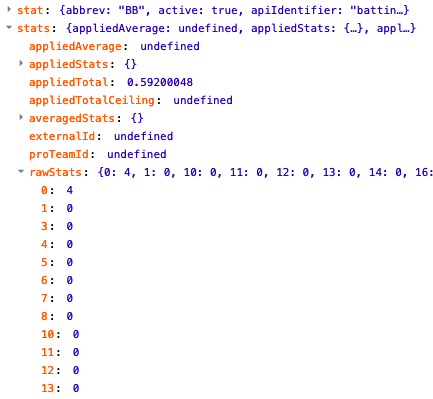 stat: {abbrev: "BB", active: true, apiIdentifier: "battin…}
stats: {appliedAverage: undefined, appliedStats: {…}, appl…}
appliedAverage: undefined
appliedStats: {}
appliedTotal: 0.59200048
appliedTotalCeiling: undefined
averagedStats: {}
externalId: undefined
proTeamId: undefined
rawStats: {0: 4, 1: 0, 10: 0, 11: 0, 12: 0, 13: 0, 14: 0, 16:
0: 4
1: 0
3: 0
4: 0
5: 0
6: 0
7: 0
8: 0
10: 0
11: 0
12: 0
13: 0